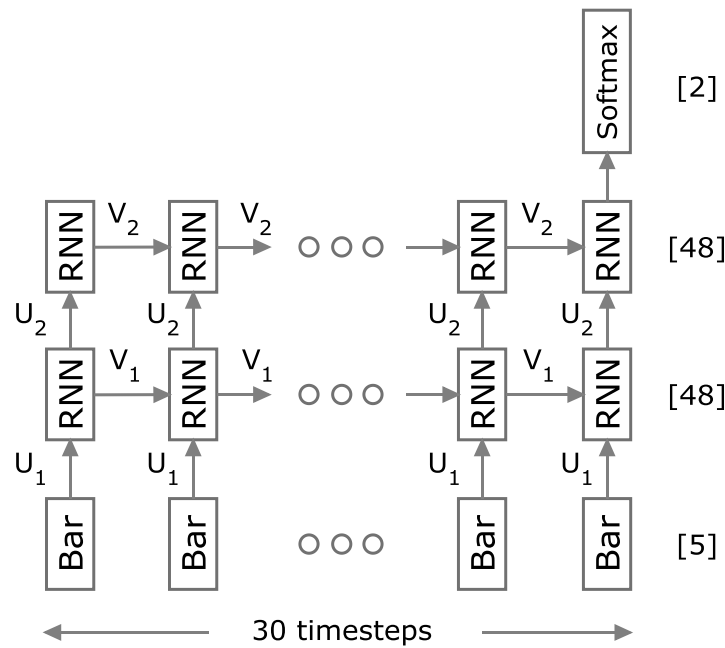 Softmax [2]
RNN V₂ RNN V₂ RNN V₂ RNN [48]
U₂ U₂ U₂ U₂
RNN V₁ RNN V₁ RNN V₁ RNN [48]
U₁ U₁ U₁ U₁
Bar Bar Bar Bar [5]
30 timesteps